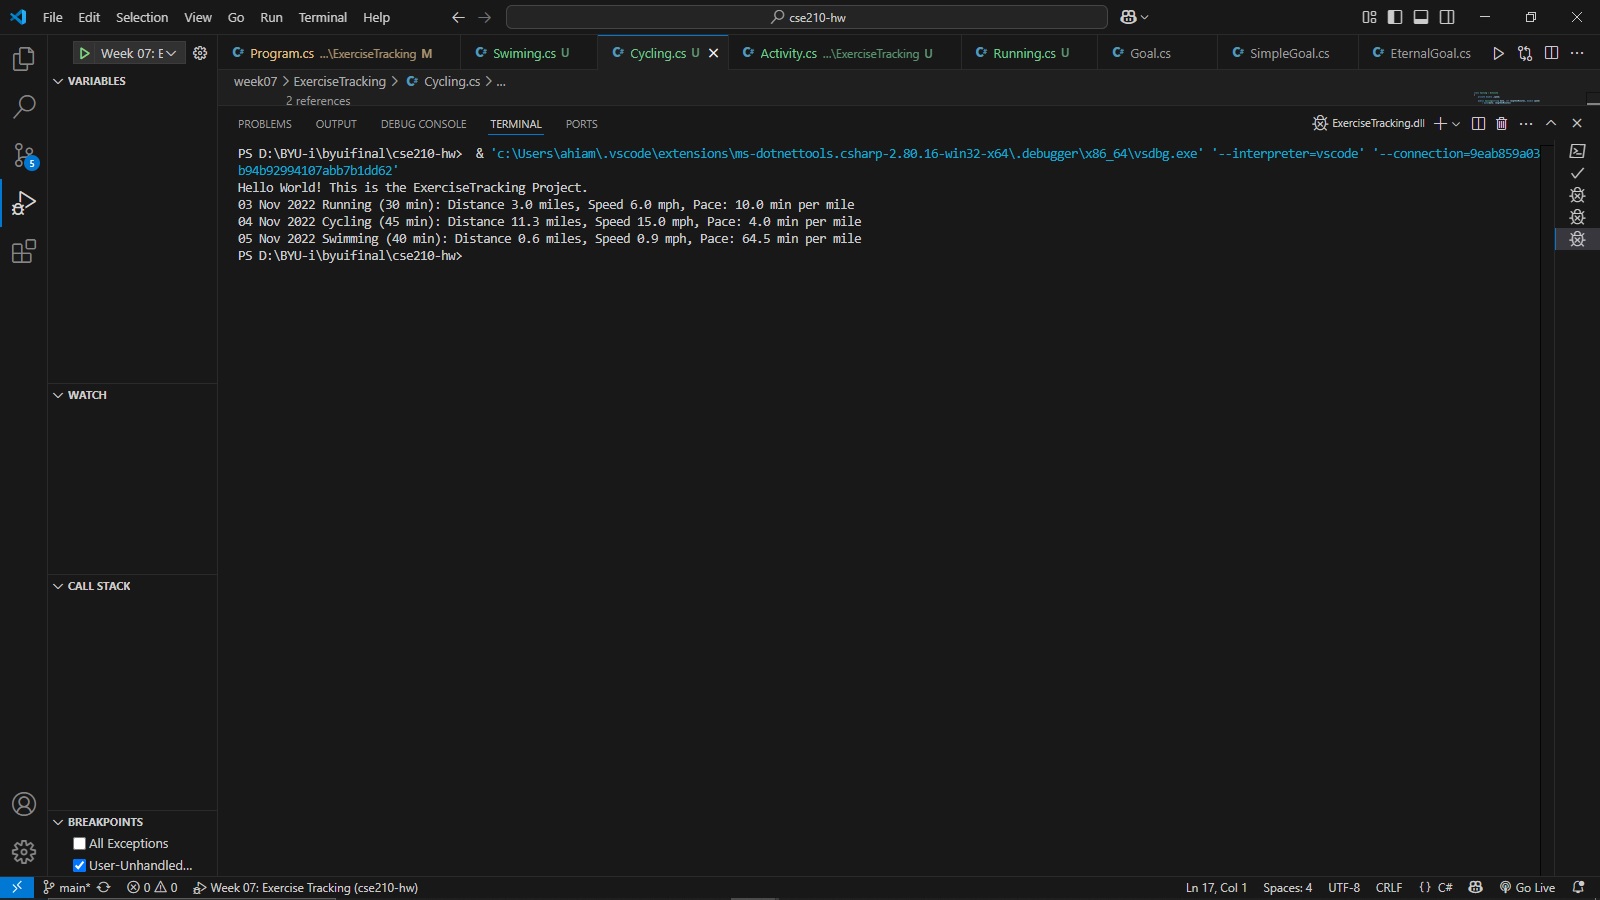 File Edit Selection View Go Run Terminal Help
cse210-hw
Week 07: E
Program.cs ...\ExerciseTracking M
Swiming.cs U
Cycling.cs U
Activity.cs ...\ExerciseTracking U
Running.cs U
Goal.cs
SimpleGoal.cs
EternalGoal.cs
week07 > ExerciseTracking > Cycling.cs > ...
2 references
VARIABLES
WATCH
CALL STACK
BREAKPOINTS
All Exceptions
User-Unhandled...
PROBLEMS OUTPUT DEBUG CONSOLE TERMINAL PORTS
ExerciseTracking.dll
PS D:\BYU-i\byuifinal\cse210-hw>  & 'c:\Users\ahiam\.vscode\extensions\ms-dotnettools.csharp-2.80.16-win32-x64\.debugger\x86_64\vsdbg.exe' '--interpreter=vscode' '--connection=9eab859a03
b94b92994107abb7b1dd62'
Hello World! This is the ExerciseTracking Project.
03 Nov 2022 Running (30 min): Distance 3.0 miles, Speed 6.0 mph, Pace: 10.0 min per mile
04 Nov 2022 Cycling (45 min): Distance 11.3 miles, Speed 15.0 mph, Pace: 4.0 min per mile
05 Nov 2022 Swimming (40 min): Distance 0.6 miles, Speed 0.9 mph, Pace: 64.5 min per mile
PS D:\BYU-i\byuifinal\cse210-hw>
5
main* 0 0 Week 07: Exercise Tracking (cse210-hw)
Ln 17, Col 1 Spaces: 4 UTF-8 CRLF {} C# Go Live